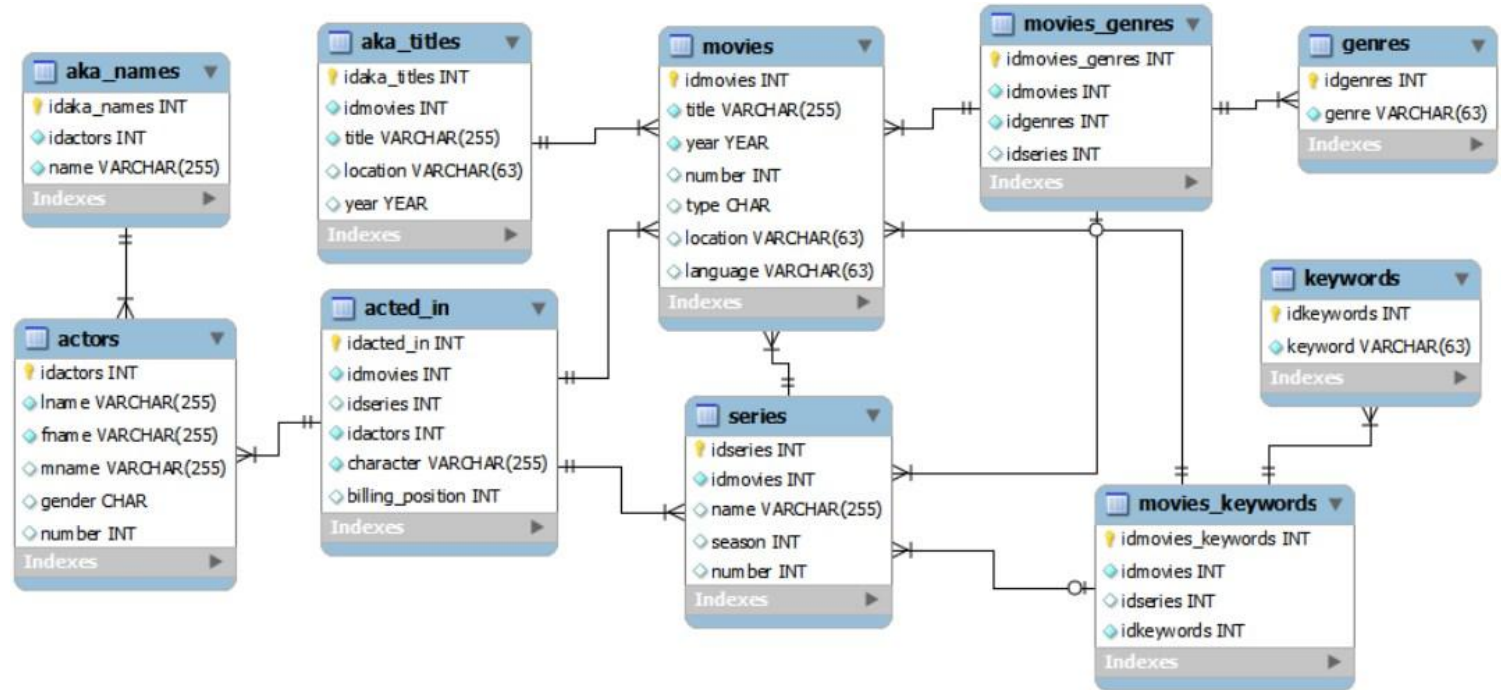 aka_names
idaka_names INT
idactors INT
name VARCHAR(255)
Indexes
aka_titles
idaka_titles INT
idmovies INT
title VARCHAR(255)
location VARCHAR(63)
year YEAR
Indexes
movies
idmovies INT
title VARCHAR(255)
year YEAR
number INT
type CHAR
location VARCHAR(63)
language VARCHAR(63)
Indexes
movies_genres
idmovies_genres INT
idmovies INT
idgenres INT
idseries INT
Indexes
genres
idgenres INT
genre VARCHAR(63)
Indexes
actors
idactors INT
lname VARCHAR(255)
fname VARCHAR(255)
mname VARCHAR(255)
gender CHAR
number INT
Indexes
acted_in
idacted_in INT
idmovies INT
idseries INT
idactors INT
character VARCHAR(255)
billing_position INT
Indexes
series
idseries INT
idmovies INT
name VARCHAR(255)
season INT
number INT
Indexes
keywords
idkeywords INT
keyword VARCHAR(63)
Indexes
movies_keywords
idmovies_keywords INT
idmovies INT
idseries INT
idkeywords INT
Indexes